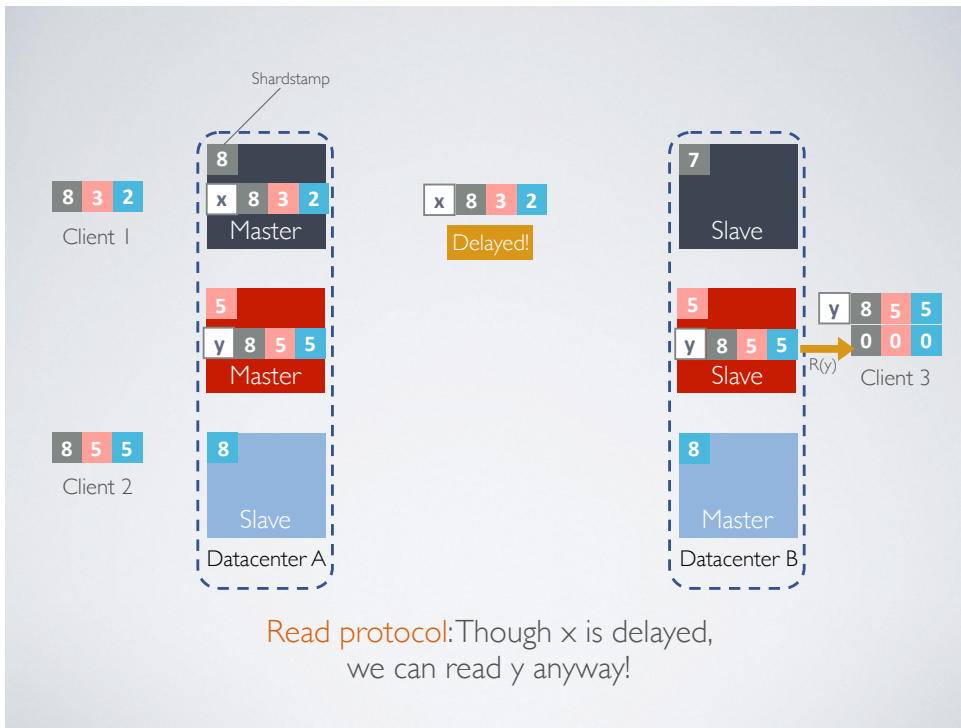 Shardstamp
8
7
x 8 3 2
8 3 2
x 8 3 2
Client 1
Master
Delayed!
Slave
5
5
y 8 5 5
y 8 5 5
y 8 5 5
0 0 0
R(y)
Master
Slave
Client 3
8
8
8 5 5
Client 2
Slave
Master
Datacenter A
Datacenter B
Read protocol: Though x is delayed,
we can read y anyway!